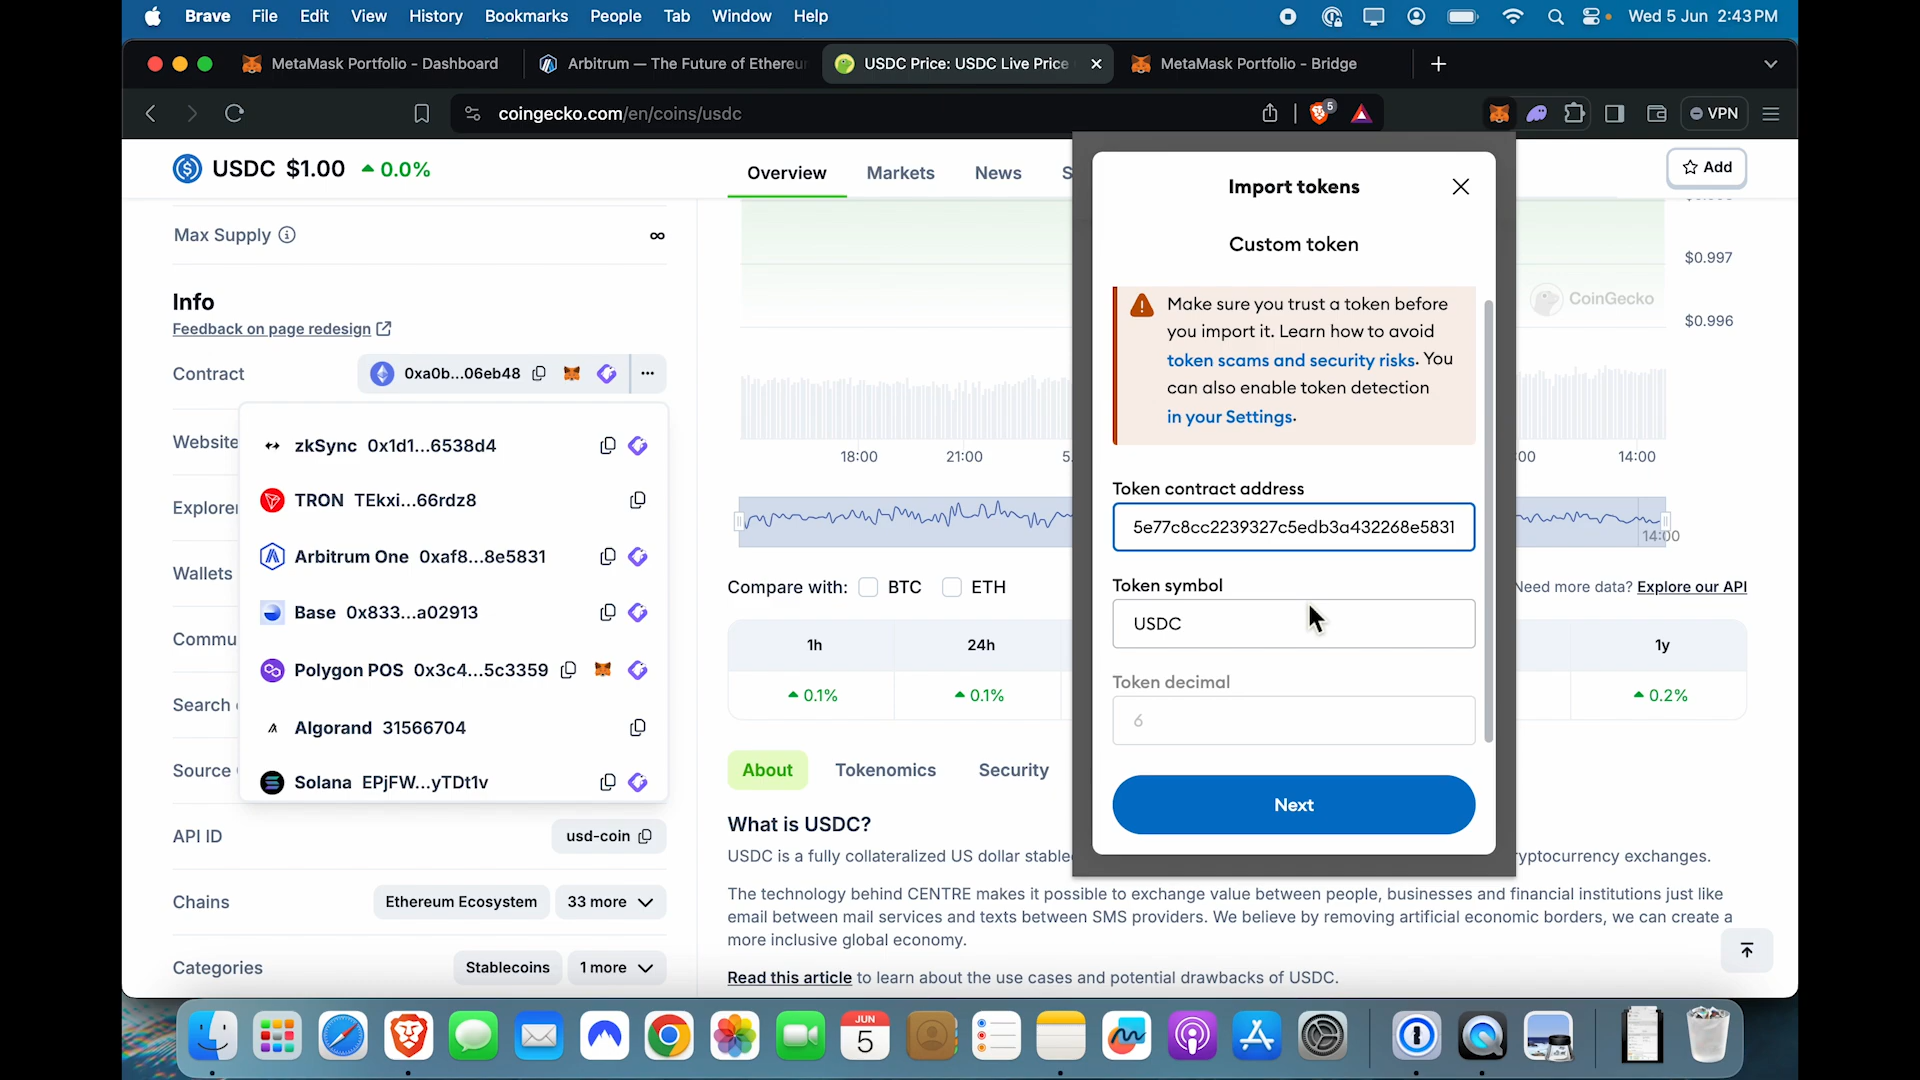 Brave File Edit View History Bookmarks People Tab Window Help
Wed 5 Jun 2:43 PM
MetaMask Portfolio - Dashboard
Arbitrum — The Future of Ethereu
USDC Price: USDC Live Price
MetaMask Portfolio - Bridge
coingecko.com/en/coins/usdc
5
VPN
USDC $1.00 0.0%
Overview Markets News S
Add
Max Supply ∞
Info
Feedback on page redesign
Contract 0xa0b...06eb48
Website
zkSync 0x1d1...6538d4
TRON TEkxi...66rdz8
Explorer
Arbitrum One 0xaf8...8e5831
Wallets
Base 0x833...a02913
Commu
Polygon POS 0x3c4...5c3359
Search
Algorand 31566704
Source
Solana EPjFW...yTDt1v
API ID usd-coin
Chains Ethereum Ecosystem 33 more
Categories Stablecoins 1 more
$0.997
CoinGecko
$0.996
18:00 21:00 5. :00 14:00
14:00
Compare with: BTC ETH
Need more data? Explore our API
1h 24h 1y
0.1% 0.1% 0.2%
About Tokenomics Security
What is USDC?
USDC is a fully collateralized US dollar stable
ryptocurrency exchanges.
The technology behind CENTRE makes it possible to exchange value between people, businesses and financial institutions just like
email between mail services and texts between SMS providers. We believe by removing artificial economic borders, we can create a
more inclusive global economy.
Read this article to learn about the use cases and potential drawbacks of USDC.
Import tokens
Custom token
Make sure you trust a token before
you import it. Learn how to avoid
token scams and security risks. You
can also enable token detection
in your Settings.
Token contract address
5e77c8cc2239327c5edb3a432268e5831
Token symbol
USDC
Token decimal
6
Next
JUN
5